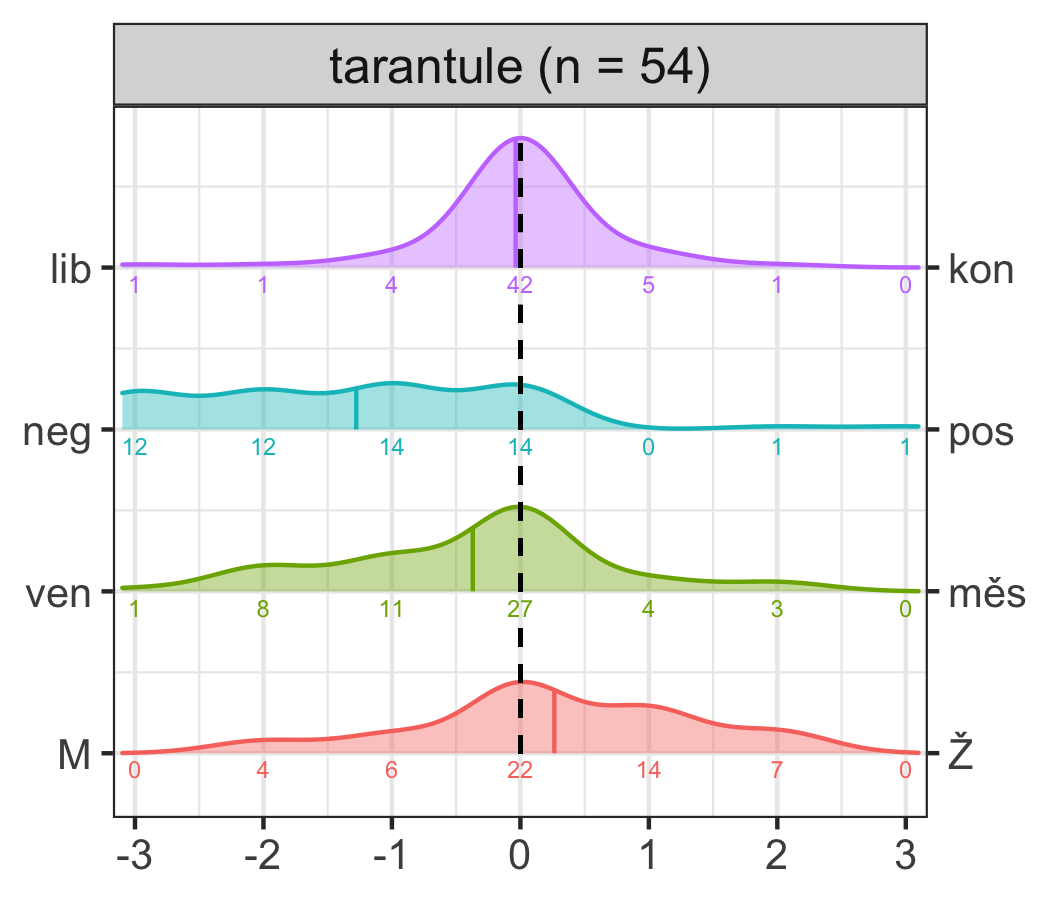 tarantule (n = 54)
lib kon
1 1 4 42 5 1 0
neg pos
12 12 14 14 0 1 1
ven měs
1 8 11 27 4 3 0
M Ž
0 4 6 22 14 7 0
-3 -2 -1 0 1 2 3